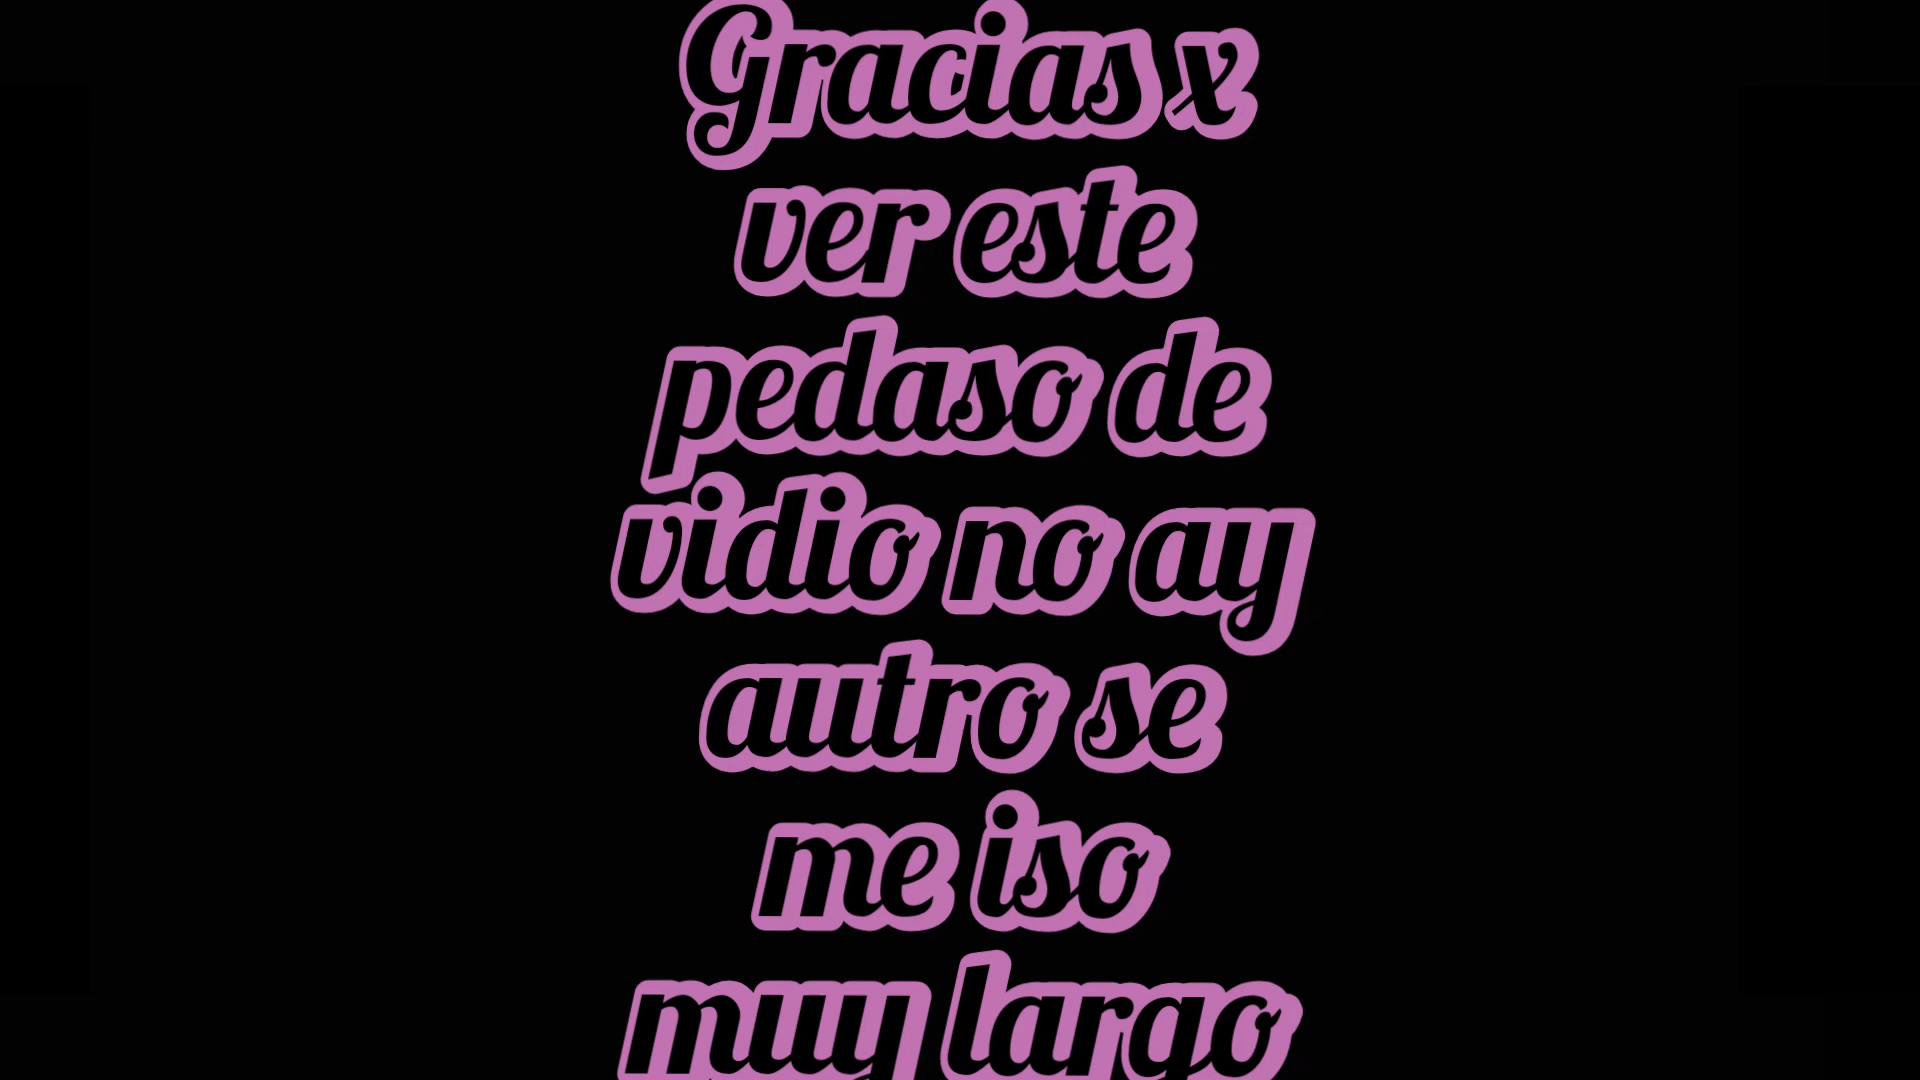 Gracias x
ver este
pedaso de
vidio no ay
autro se
me iso
muy largo